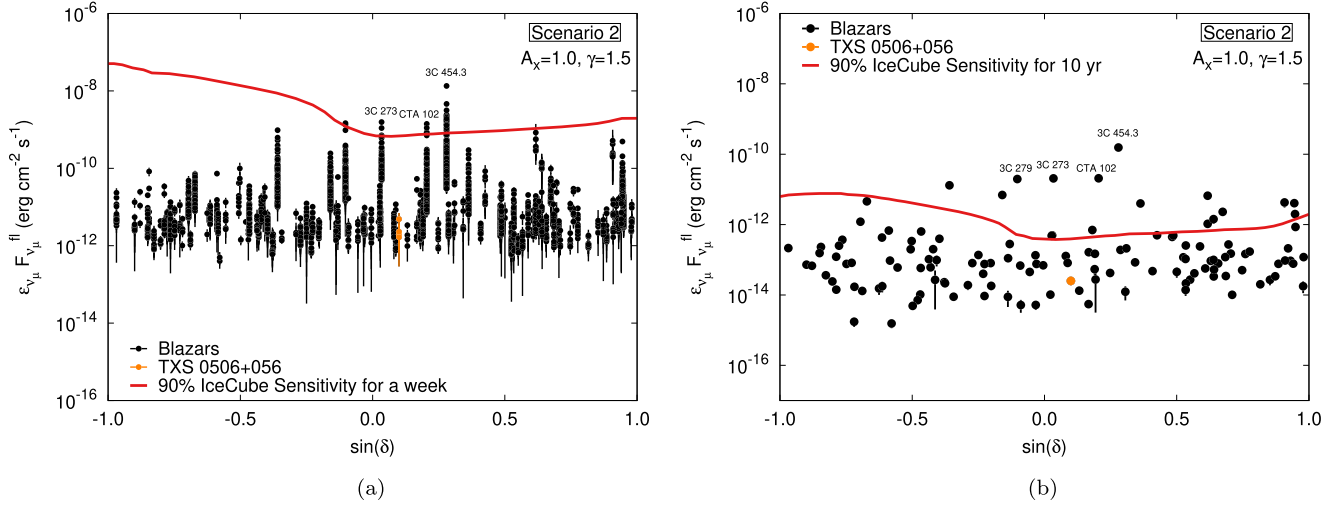 10^-6
10^-8
10^-10
10^-12
10^-14
10^-16
ε_νμ F_νμ^fl (erg cm^-2 s^-1)
Scenario 2
A_x=1.0, γ=1.5
3C 454.3
3C 273
CTA 102
Blazars
TXS 0506+056
90% IceCube Sensitivity for a week
-1.0
-0.5
0.0
0.5
1.0
sin(δ)
(a)
10^-6
10^-8
10^-10
10^-12
10^-14
10^-16
ε_νμ F_νμ^fl (erg cm^-2 s^-1)
Blazars
TXS 0506+056
90% IceCube Sensitivity for 10 yr
Scenario 2
A_x=1.0, γ=1.5
3C 454.3
3C 279
3C 273
CTA 102
-1.0
-0.5
0.0
0.5
1.0
sin(δ)
(b)